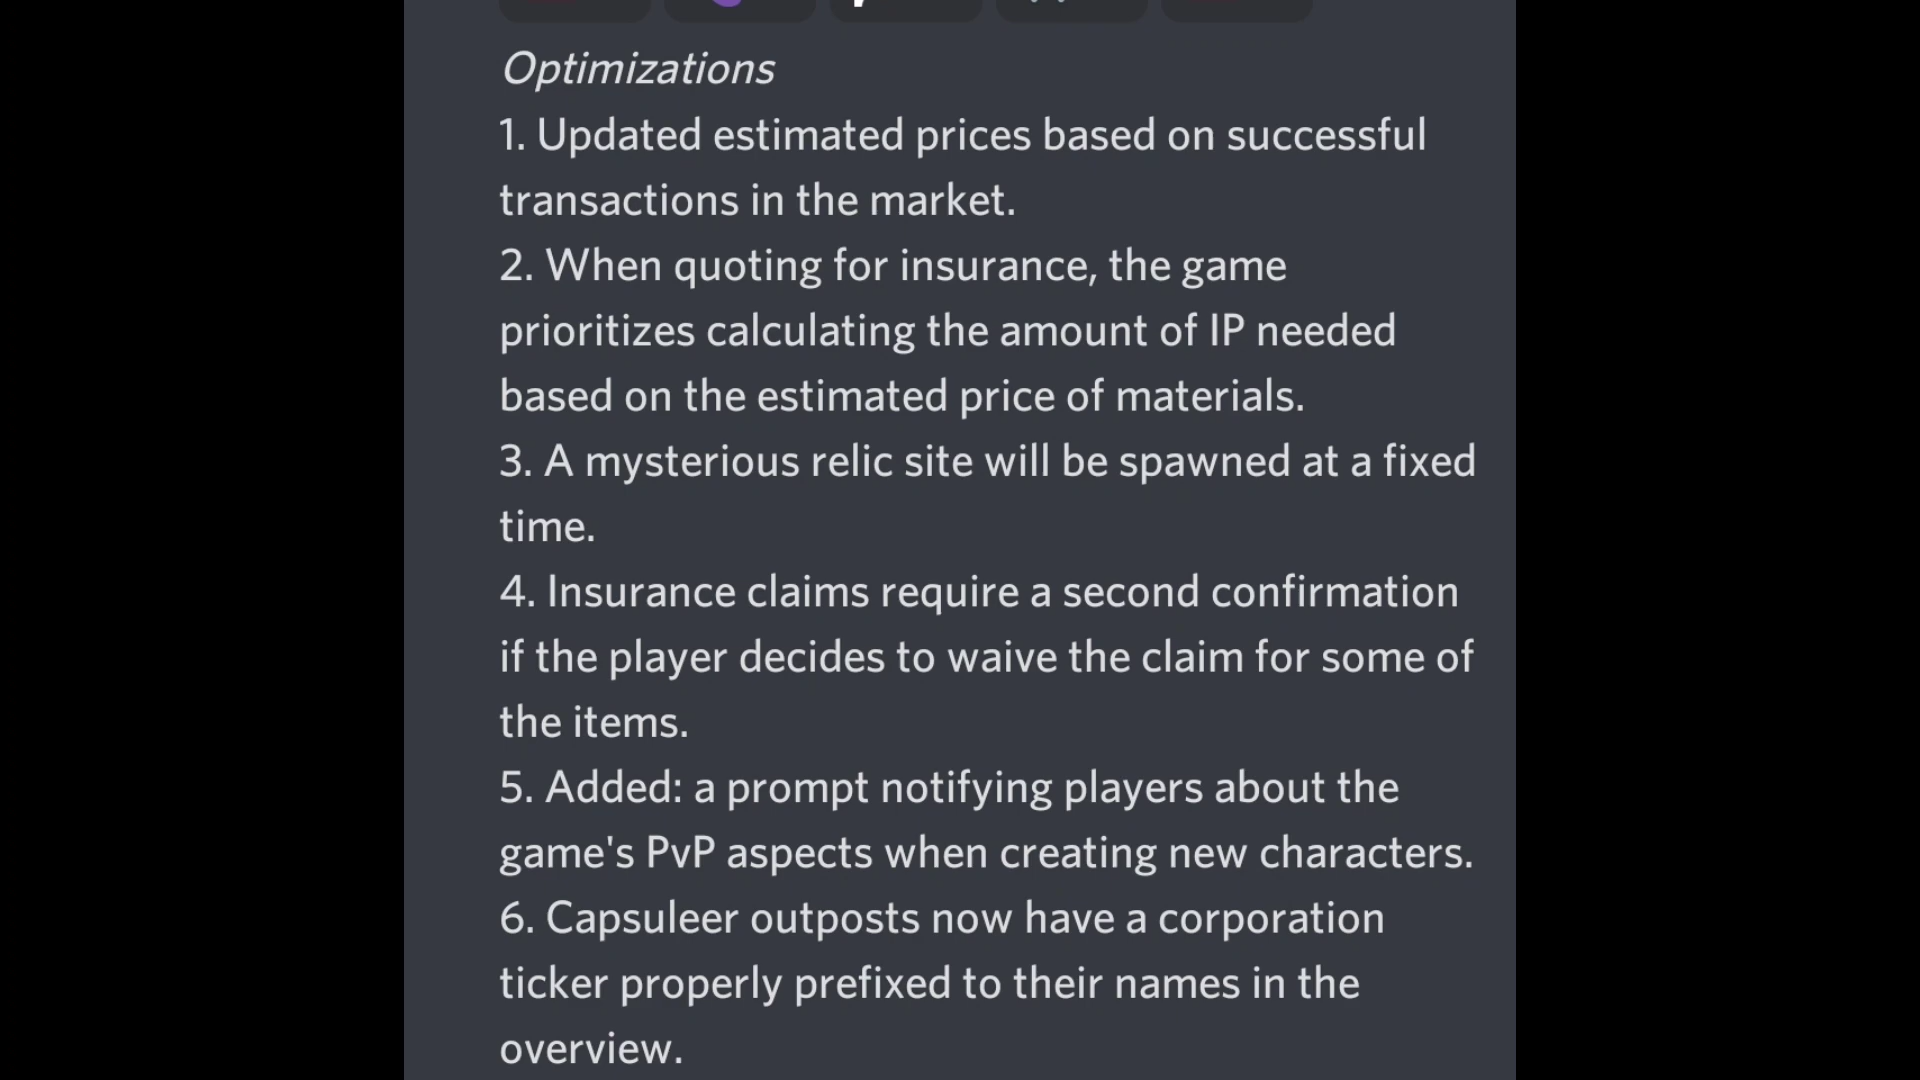 Optimizations
1. Updated estimated prices based on successful
transactions in the market.
2. When quoting for insurance, the game
prioritizes calculating the amount of IP needed
based on the estimated price of materials.
3. A mysterious relic site will be spawned at a fixed
time.
4. Insurance claims require a second confirmation
if the player decides to waive the claim for some of
the items.
5. Added: a prompt notifying players about the
game's PvP aspects when creating new characters.
6. Capsuleer outposts now have a corporation
ticker properly prefixed to their names in the
overview.